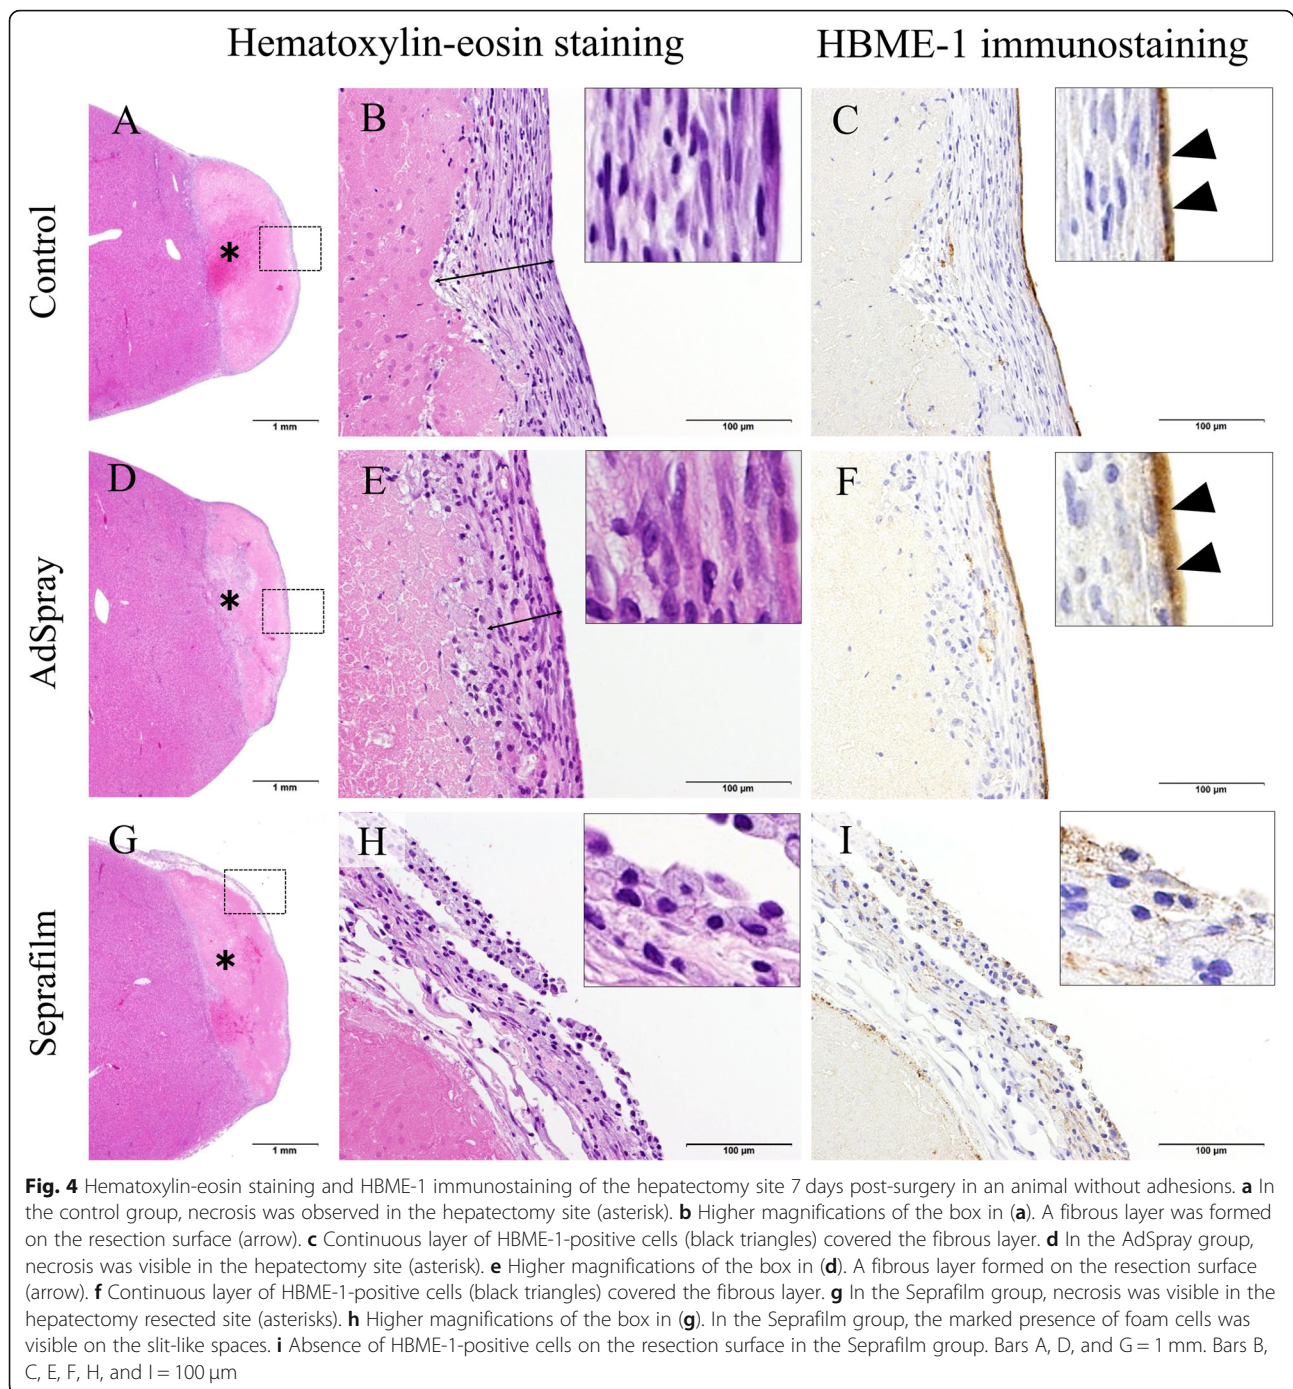 Hematoxylin-eosin staining HBME-1 immunostaining
Control
A
*
1 mm
B
100 µm
C
100 µm
AdSpray
D
*
1 mm
E
100 µm
F
100 µm
Seprafilm
G
*
1 mm
H
100 µm
I
100 µm
Fig. 4 Hematoxylin-eosin staining and HBME-1 immunostaining of the hepatectomy site 7 days post-surgery in an animal without adhesions. a In
the control group, necrosis was observed in the hepatectomy site (asterisk). b Higher magnifications of the box in (a). A fibrous layer was formed
on the resection surface (arrow). c Continuous layer of HBME-1-positive cells (black triangles) covered the fibrous layer. d In the AdSpray group,
necrosis was visible in the hepatectomy site (asterisk). e Higher magnifications of the box in (d). A fibrous layer formed on the resection surface
(arrow). f Continuous layer of HBME-1-positive cells (black triangles) covered the fibrous layer. g In the Seprafilm group, necrosis was visible in the
hepatectomy resected site (asterisks). h Higher magnifications of the box in (g). In the Seprafilm group, the marked presence of foam cells was
visible on the slit-like spaces. i Absence of HBME-1-positive cells on the resection surface in the Seprafilm group. Bars A, D, and G = 1 mm. Bars B,
C, E, F, H, and I = 100 µm